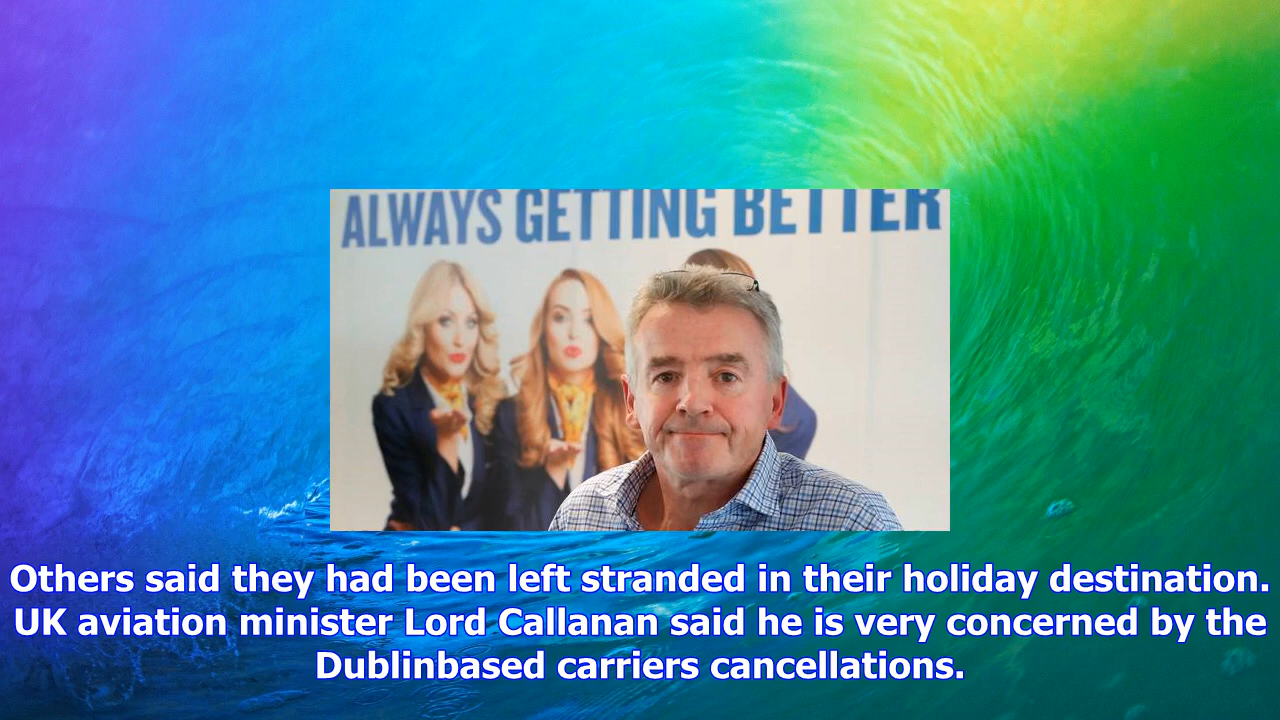 ALWAYS GETTING BETTER
Others said they had been left stranded in their holiday destination.
UK aviation minister Lord Callanan said he is very concerned by the
Dublinbased carriers cancellations.